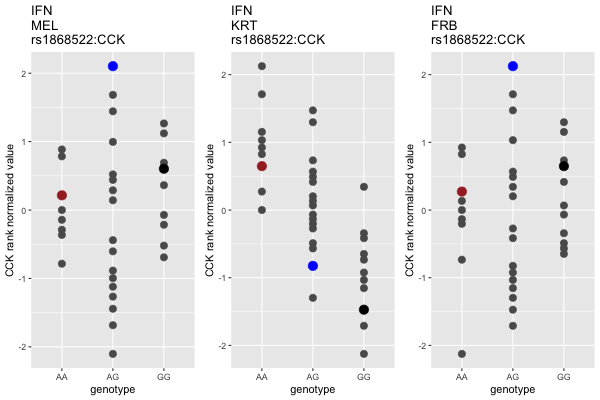 IFN
MEL
rs1868522:CCK
CCK rank normalized value
2
1
0
-1
-2
AA
AG
GG
genotype
IFN
KRT
rs1868522:CCK
CCK rank normalized value
2
1
0
-1
-2
AA
AG
GG
genotype
IFN
FRB
rs1868522:CCK
CCK rank normalized value
2
1
0
-1
-2
AA
AG
GG
genotype